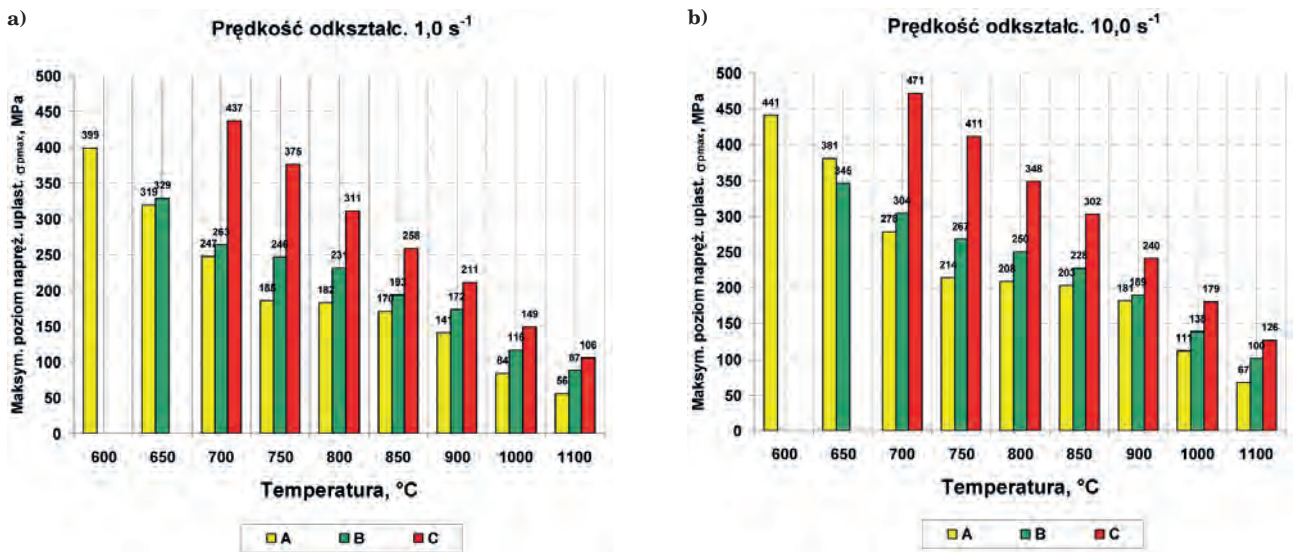 a)
Prędkość odkształc. 1,0 s⁻¹
Maksym. poziom napręż. uplast. σpmax, MPa
500
450
400
350
300
250
200
150
100
50
0
399
319 329
247 263 437
246 375
182 231 311
170 193 258
141 172 211
84 116 149
56 87 106
600 650 700 750 800 850 900 1000 1100
Temperatura, °C
A B C
b)
Prędkość odkształc. 10,0 s⁻¹
Maksym. poziom napręż. uplast. σpmax, MPa
500
450
400
350
300
250
200
150
100
50
0
441
381
304 471
214 267 411
208 250 348
203 228 302
181 189 240
111 138 179
67 100 126
600 650 700 750 800 850 900 1000 1100
Temperatura, °C
A B C